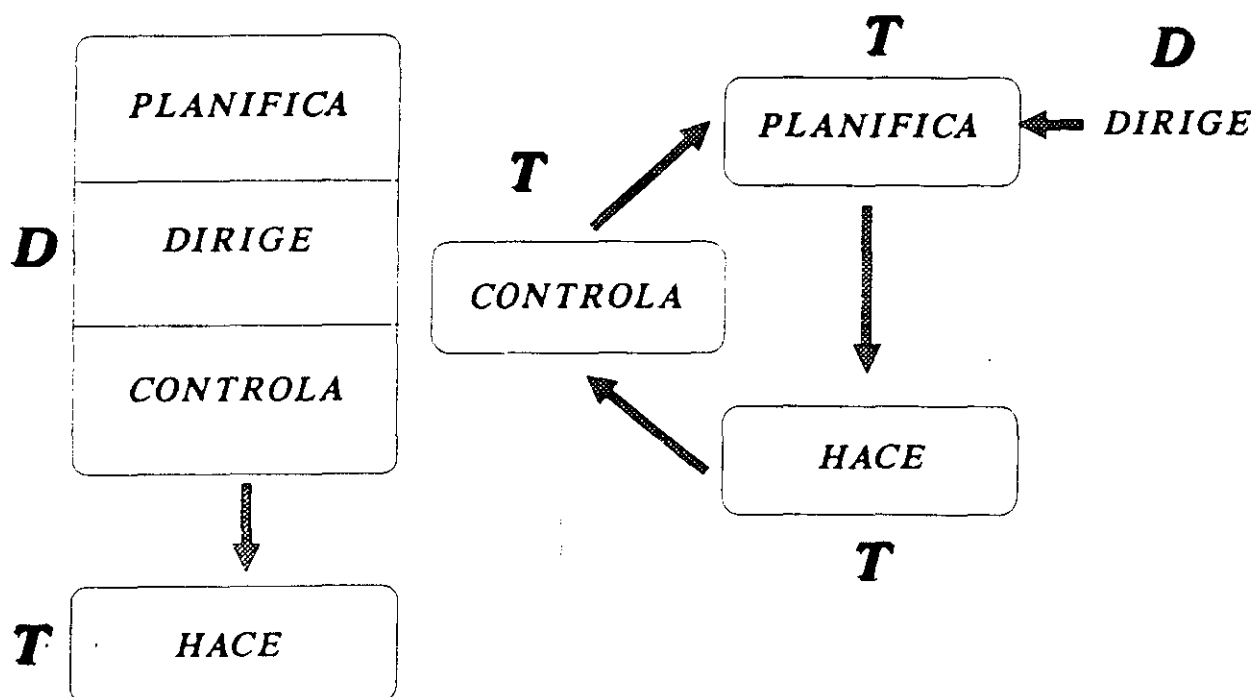 PLANIFICA
D
DIRIGE
CONTROLA
T
HACE
T
D
PLANIFICA
DIRIGE
T
CONTROLA
HACE
T